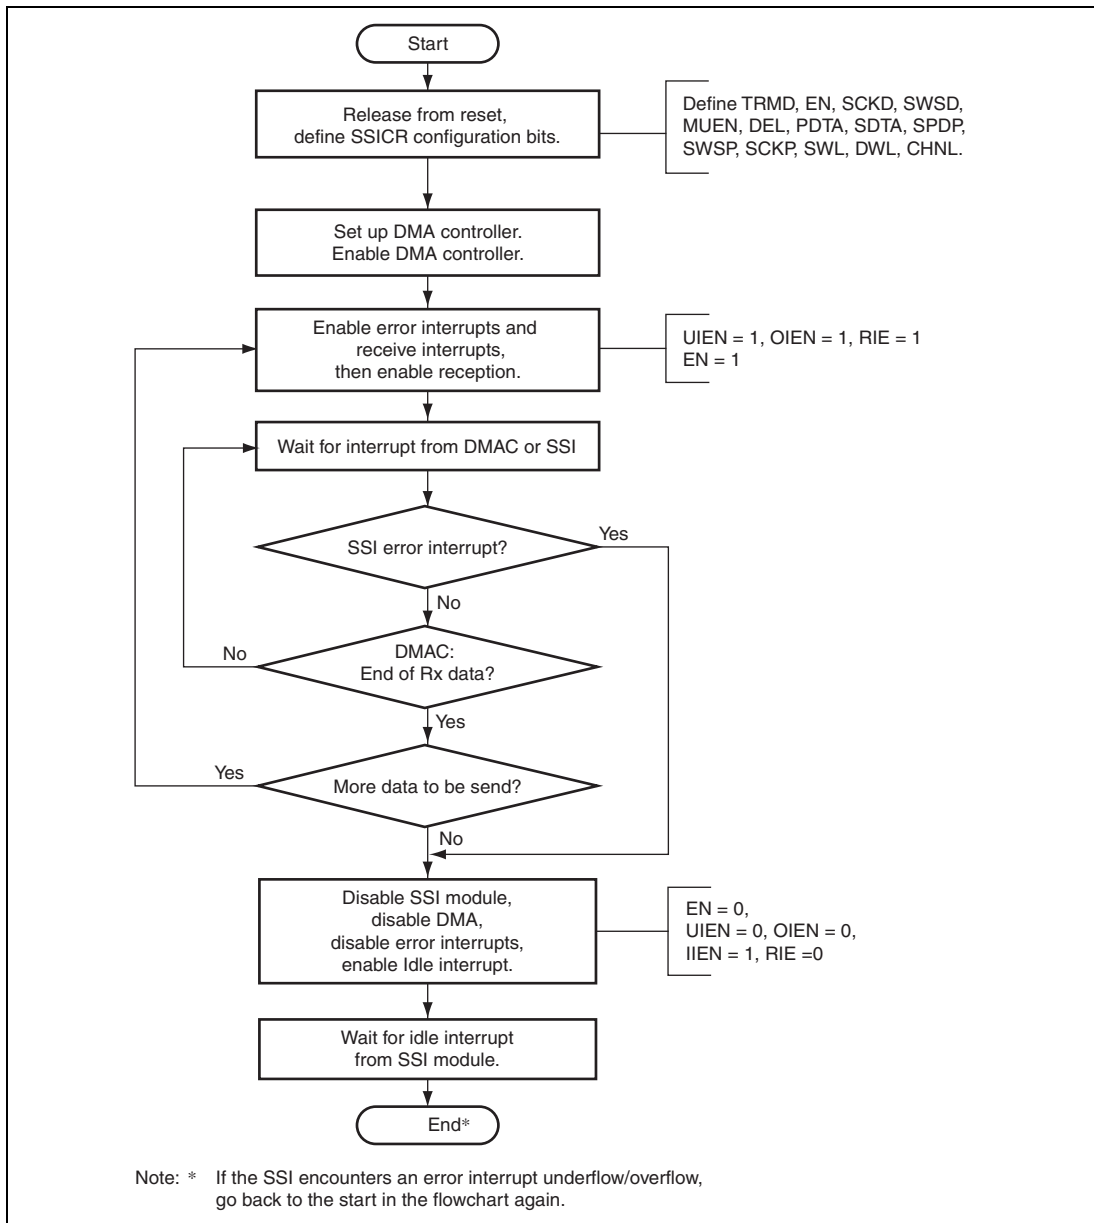 Start
Release from reset,
define SSICR configuration bits.
Define TRMD, EN, SCKD, SWSD,
MUEN, DEL, PDTA, SDTA, SPDP,
SWSP, SCKP, SWL, DWL, CHNL.
Set up DMA controller.
Enable DMA controller.
Enable error interrupts and
receive interrupts,
then enable reception.
UIEN = 1, OIEN = 1, RIE = 1
EN = 1
Wait for interrupt from DMAC or SSI
SSI error interrupt?
Yes
No
DMAC:
End of Rx data?
No
Yes
More data to be send?
Yes
No
Disable SSI module,
disable DMA,
disable error interrupts,
enable Idle interrupt.
EN = 0,
UIEN = 0, OIEN = 0,
IIEN = 1, RIE =0
Wait for idle interrupt
from SSI module.
End*
Note: * If the SSI encounters an error interrupt underflow/overflow,
go back to the start in the flowchart again.